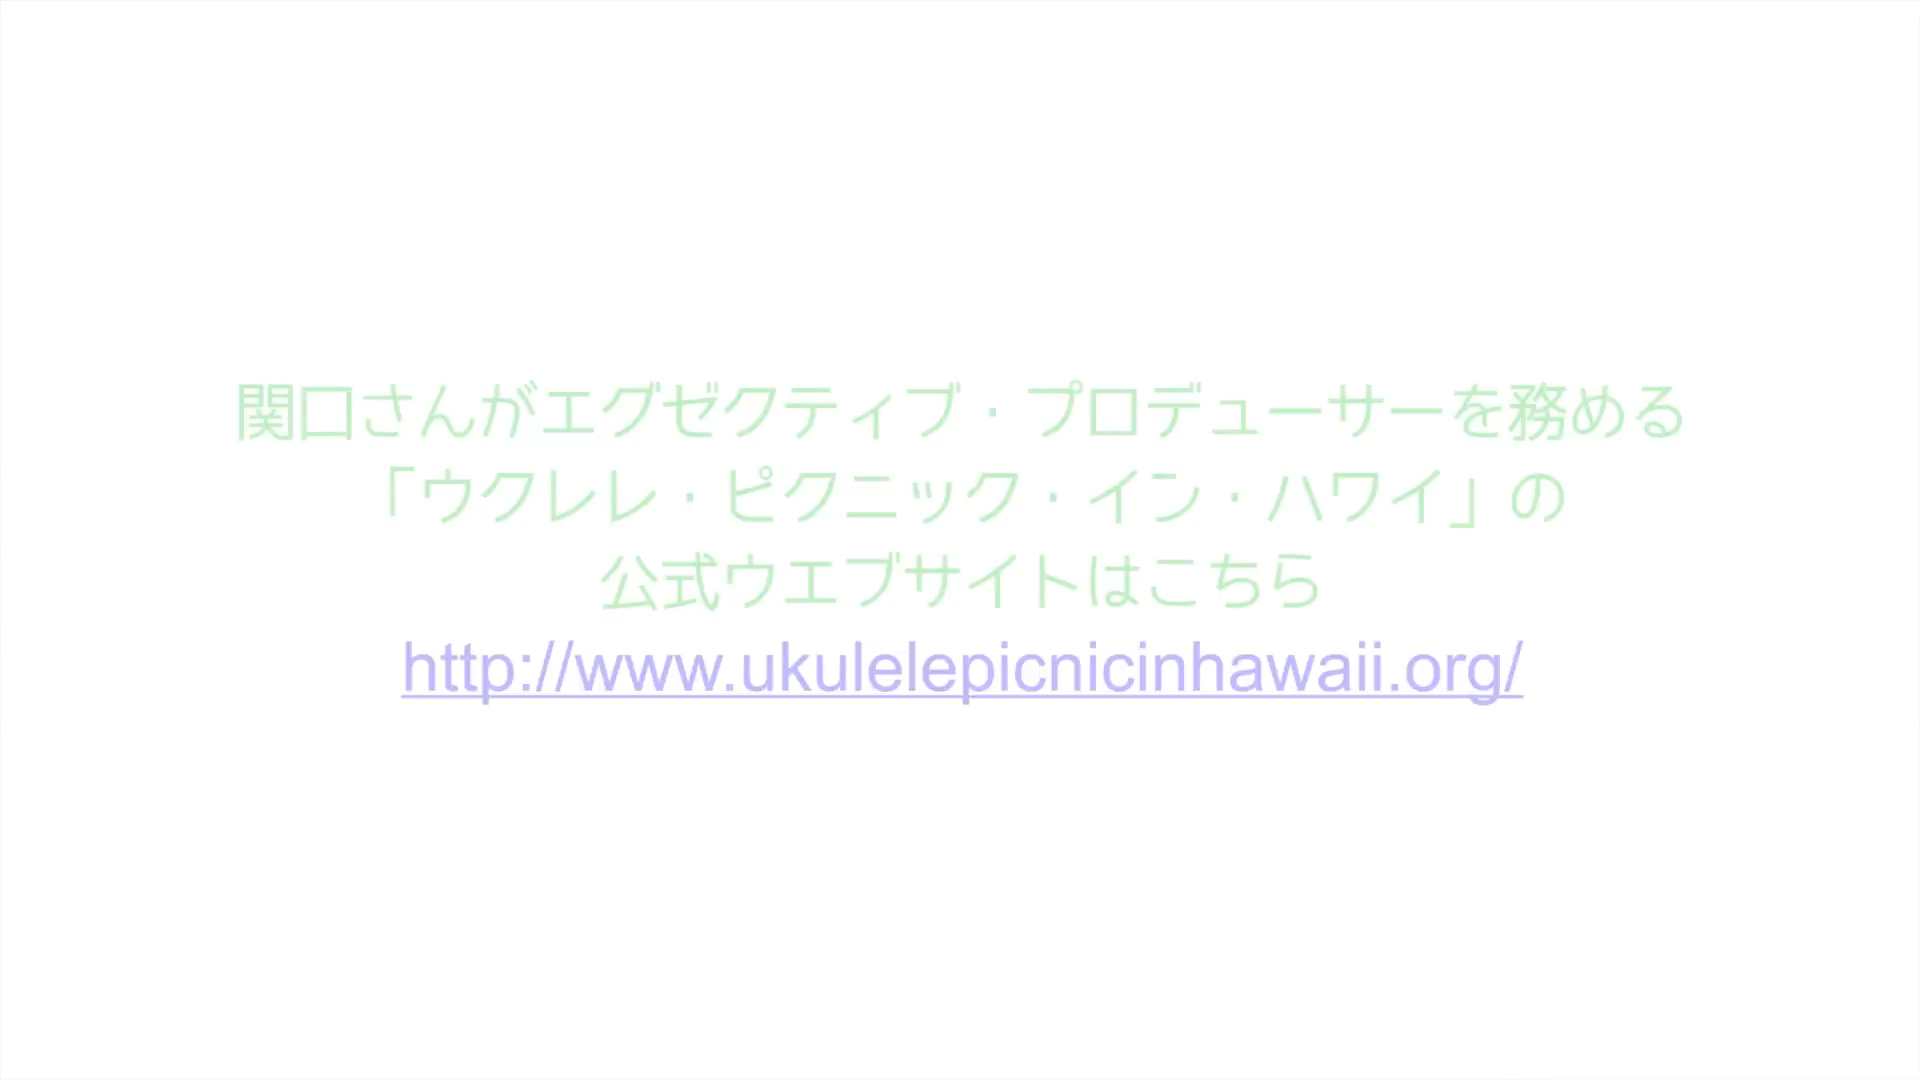 関口さんがエグゼクティブ・プロデューサーを務める
「ウクレレ・ピクニック・イン・ハワイ」の
公式ウエブサイトはこちら
http://www.ukulelepicnicinhawaii.org/